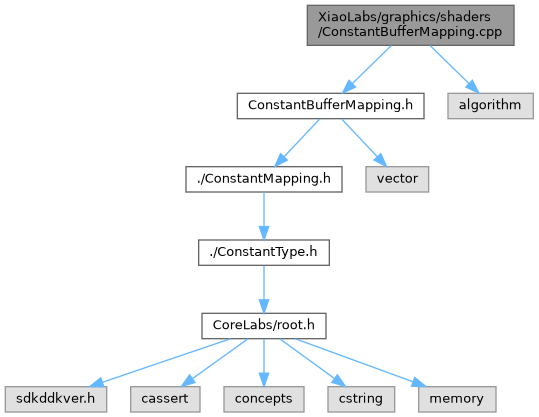 XiaoLabs/graphics/shaders
/ConstantBufferMapping.cpp
ConstantBufferMapping.h
algorithm
./ConstantMapping.h
vector
./ConstantType.h
CoreLabs/root.h
sdkddkver.h
cassert
concepts
cstring
memory